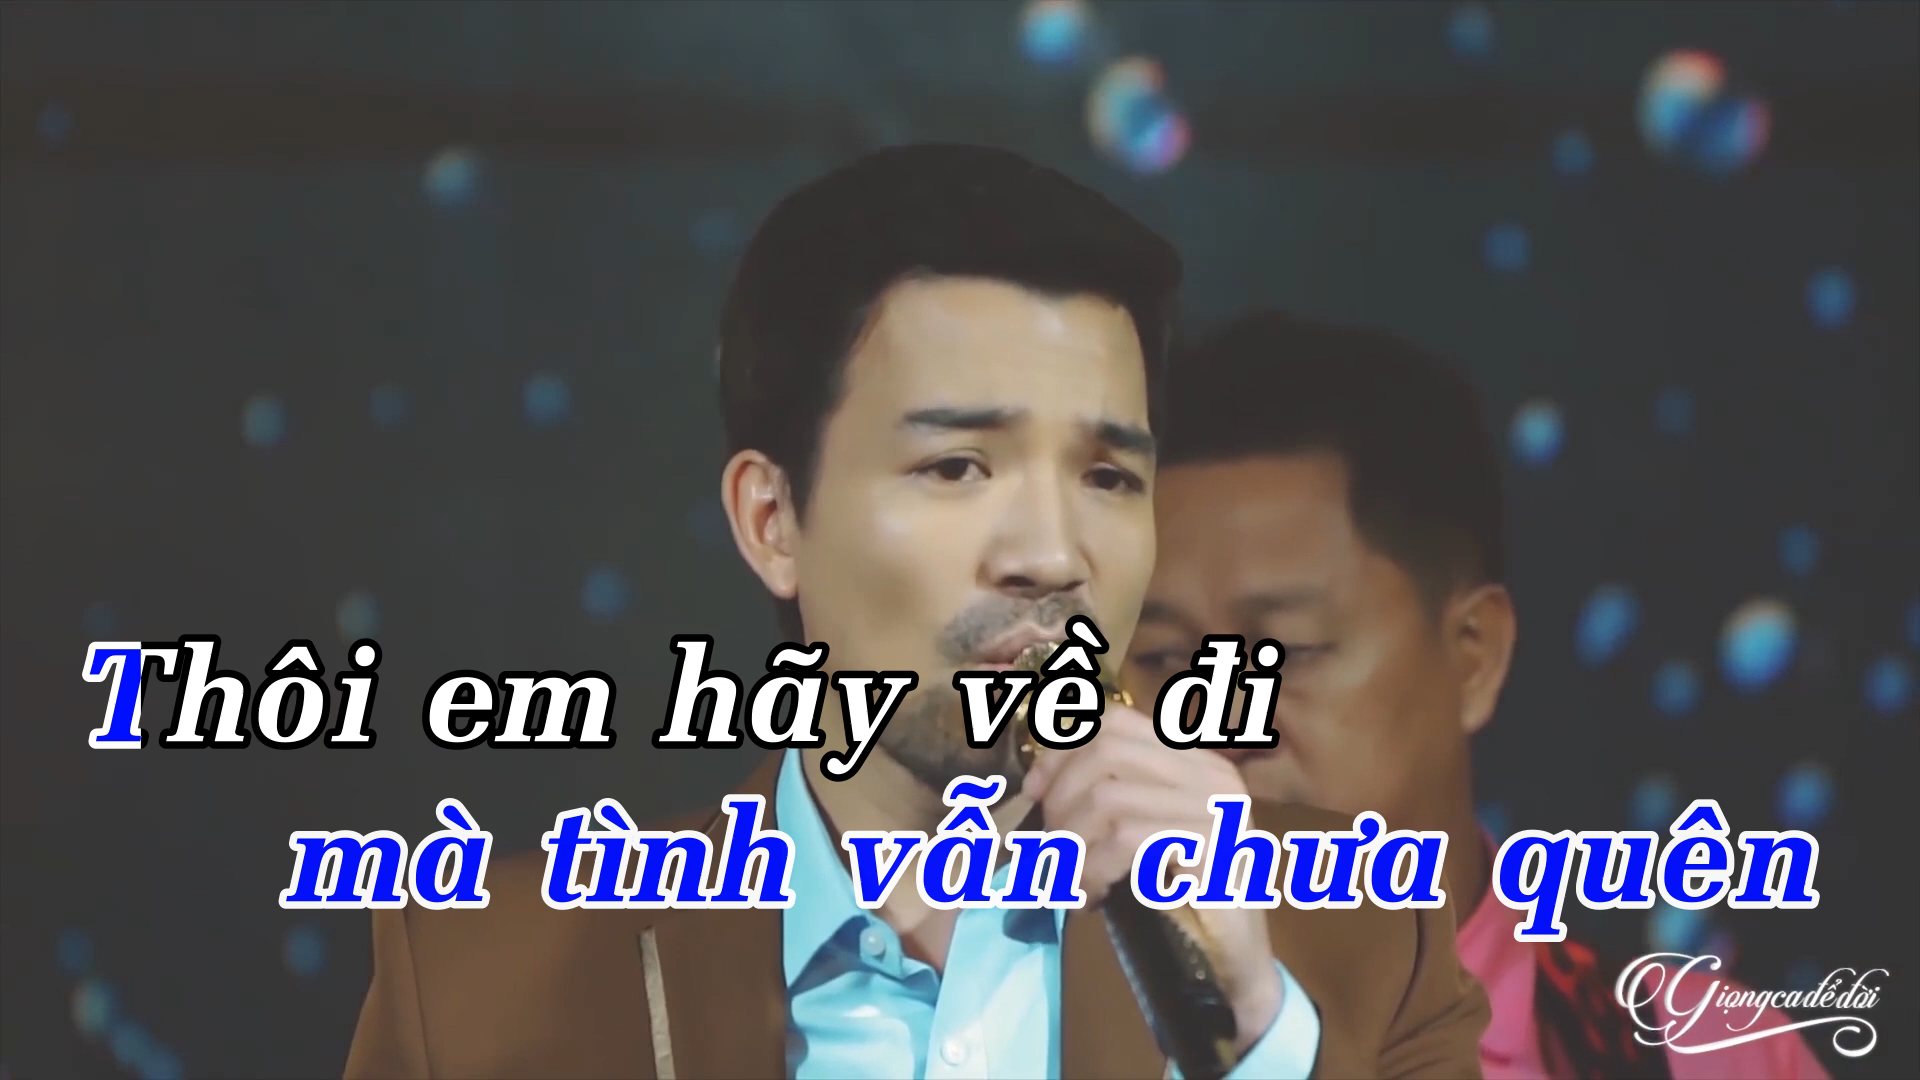 Thôi em hãy về đi
mà tình vẫn chưa quên
Giọngcađểđời